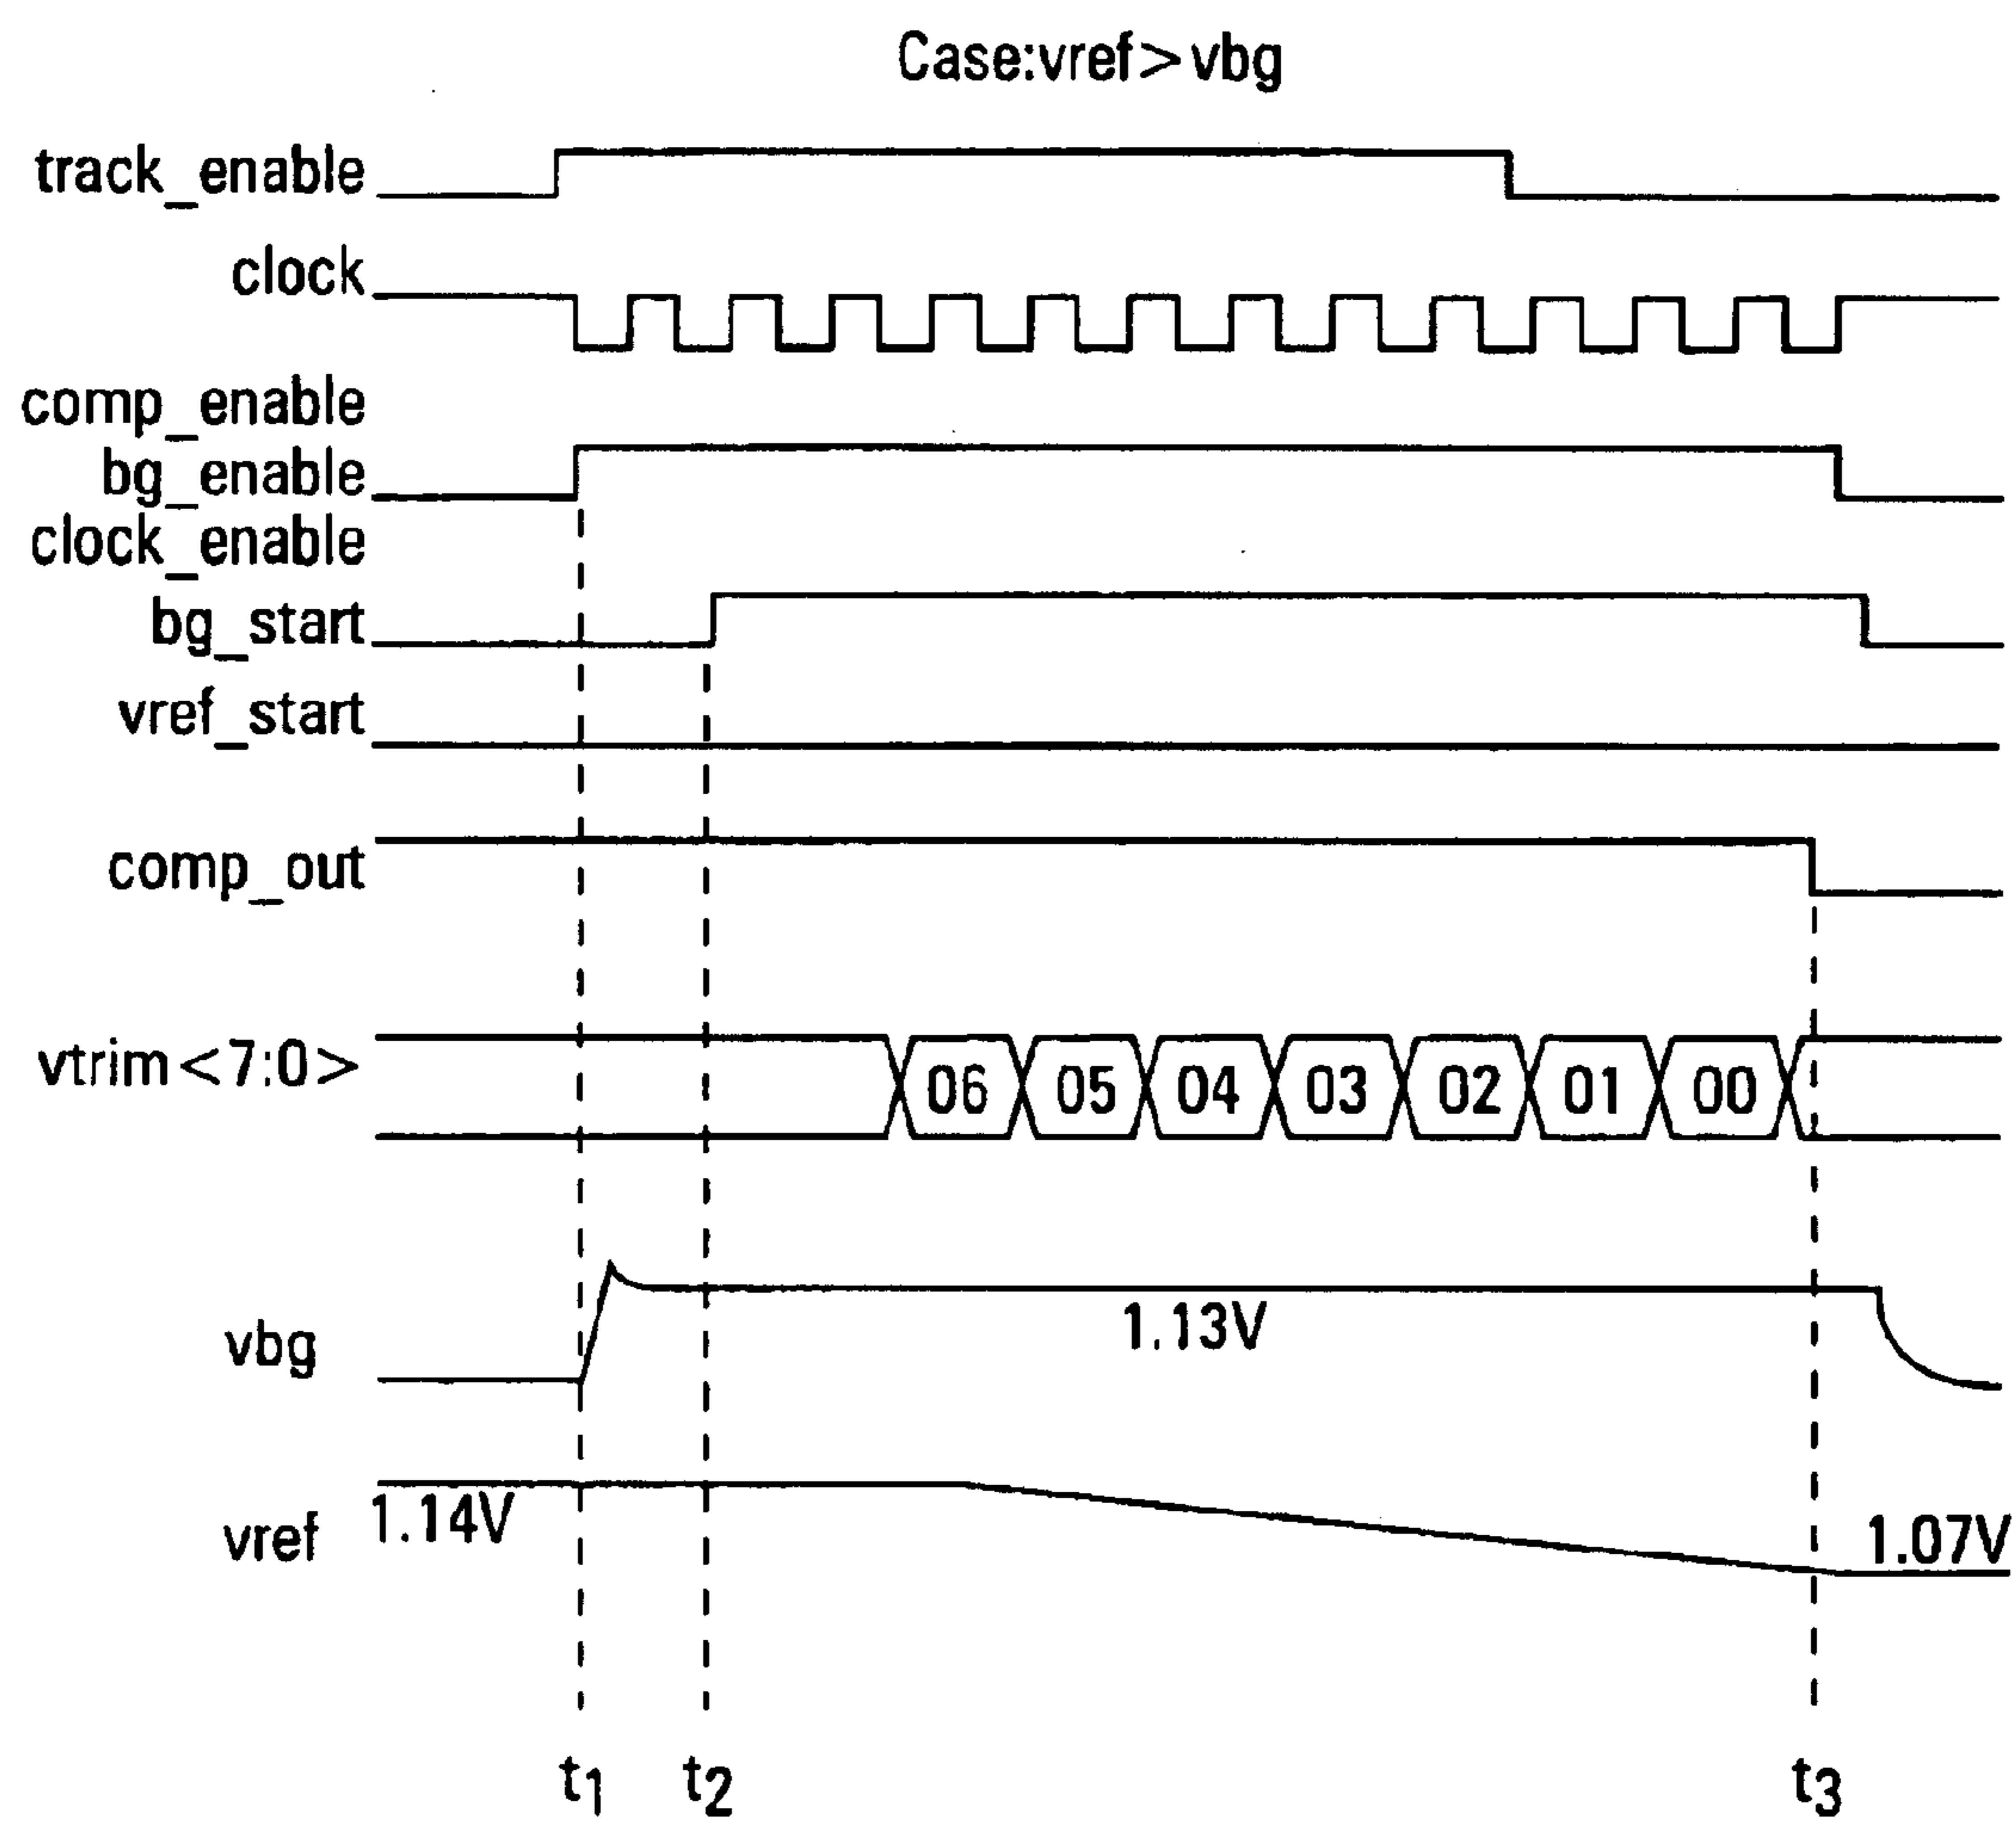 Case:vref>vbg
track_enable
clock
comp_enable
bg_enable
clock_enable
bg_start
vref_start
comp_out
vtrim<7:0>
06 05 04 03 02 01 00
vbg
1.13V
vref
1.14V
1.07V
t1 t2 t3